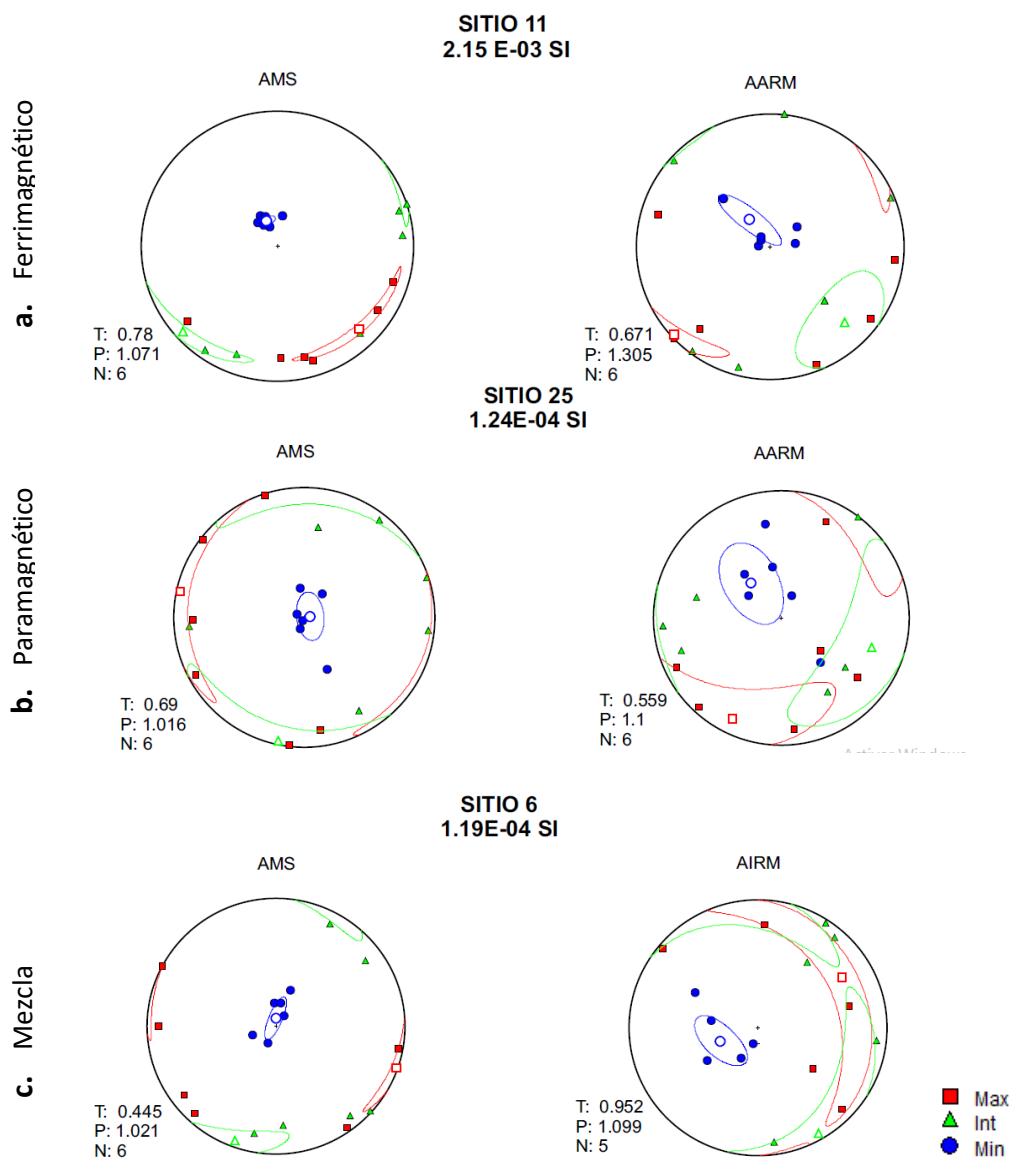 SITIO 11
2.15 E-03 SI
AMS
AARM
a. Ferrimagnético
T: 0.78
P: 1.071
N: 6
T: 0.671
P: 1.305
N: 6
SITIO 25
1.24E-04 SI
AMS
AARM
b. Paramagnético
T: 0.69
P: 1.016
N: 6
T: 0.559
P: 1.1
N: 6
SITIO 6
1.19E-04 SI
AMS
AIRM
c. Mezcla
T: 0.445
P: 1.021
N: 6
T: 0.952
P: 1.099
N: 5
Max
Int
Min